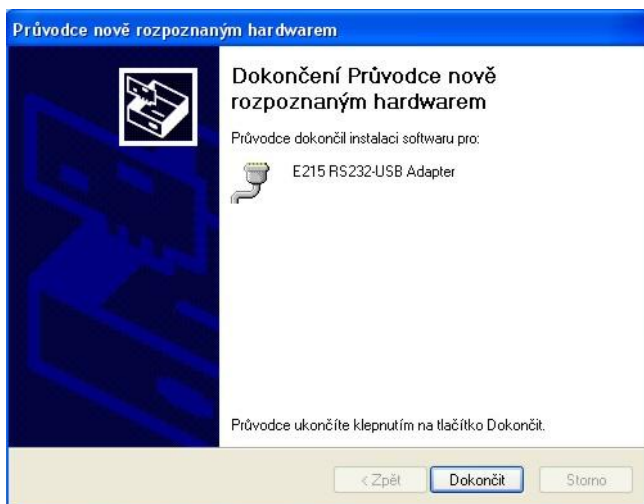 Průvodce nově rozpoznaným hardwarem
Dokončení Průvodce nově
rozpoznaným hardwarem
Průvodce dokončil instalaci softwaru pro:
E215 RS232-USB Adapter
Průvodce ukončíte klepnutím na tlačítko Dokončit.
< Zpět
Dokončit
Storno